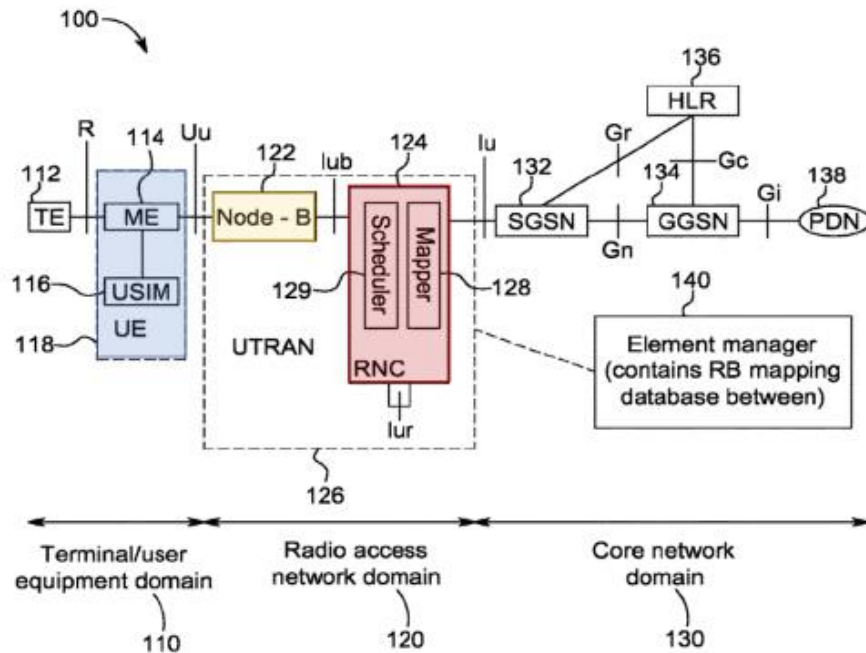 100
136
HLR
R
114
Uu
122
Iub
124
Iu
132
Gr
134
Gc
Gi
138
112
TE
ME
Node - B
SGSN
Gn
GGSN
PDN
Scheduler
Mapper
116
USIM
129
128
118
UE
UTRAN
RNC
140
Element manager
(contains RB mapping
database between)
Iur
126
Terminal/user
equipment domain
Radio access
network domain
Core network
domain
110
120
130